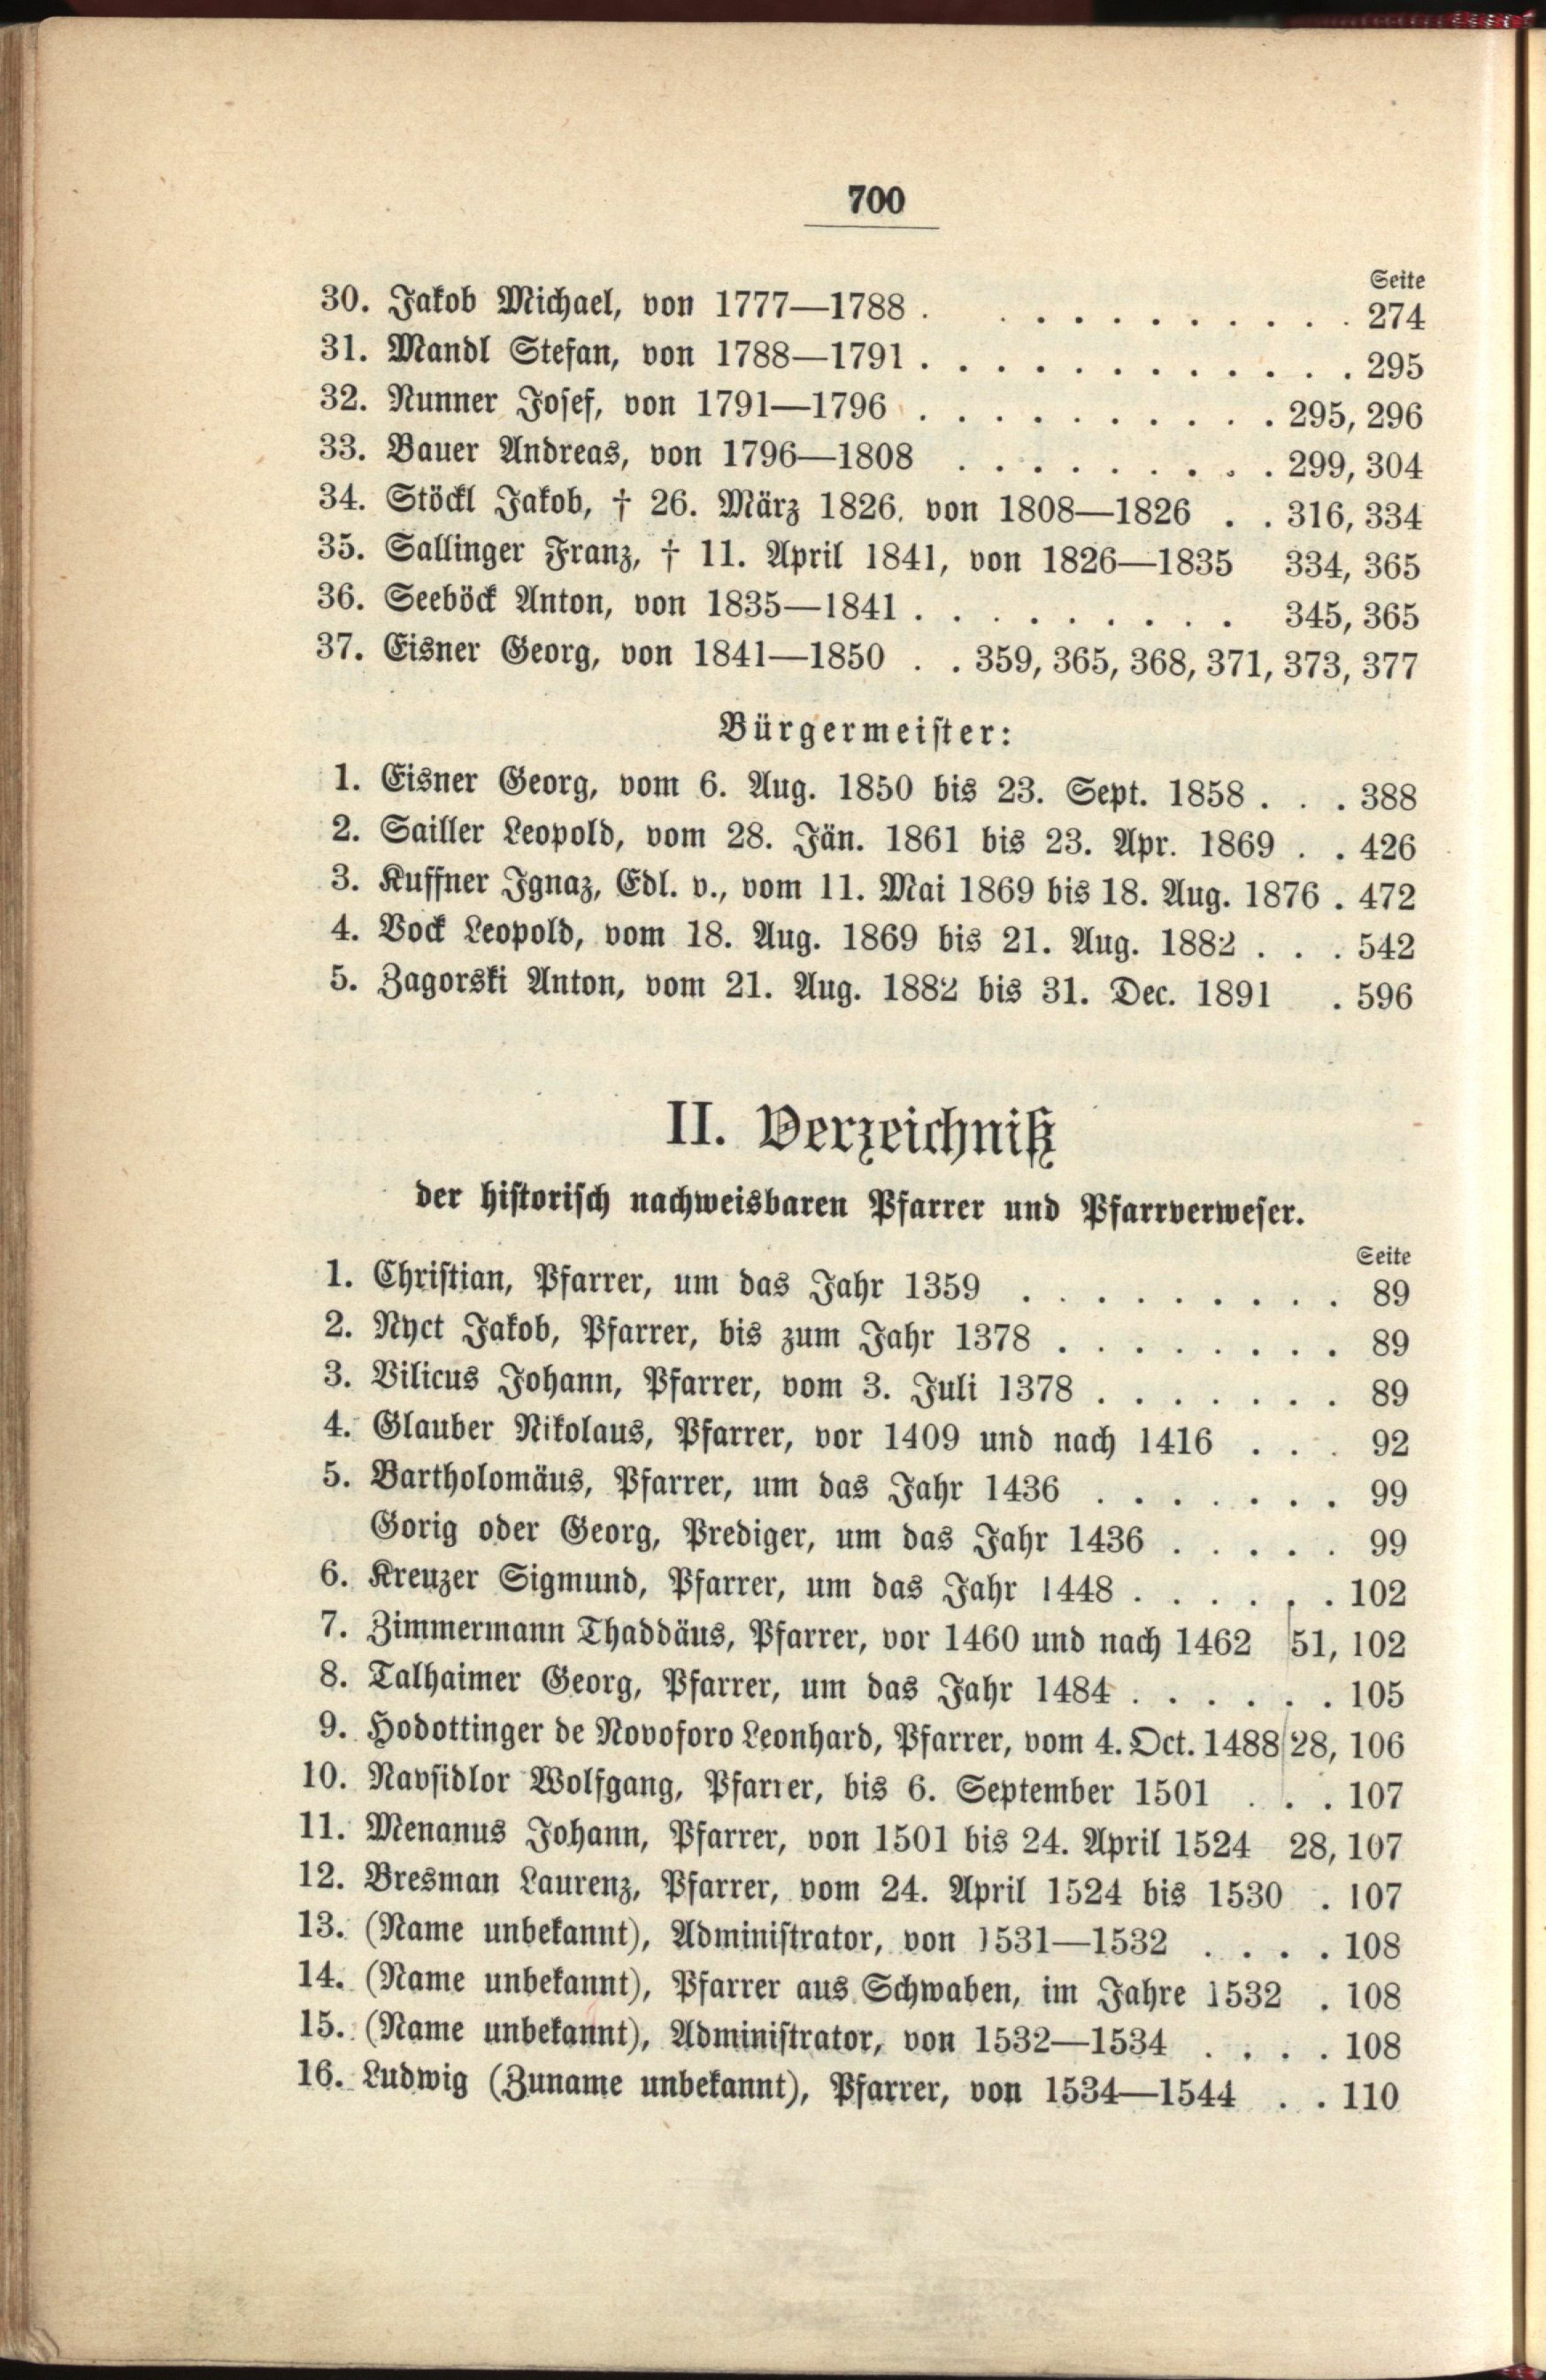 700
Seite
30. Jakob Michael, von 1777—1788 . . . . . . . . . . . 274
31. Mandl Stefan, von 1788—1791 . . . . . . . . . . . . 295
32. Nunner Josef, von 1791—1796 . . . . . . . . . . 295, 296
33. Bauer Andreas, von 1796—1808 . . . . . . . . . 299, 304
34. Stöckl Jakob, † 26. März 1826, von 1808—1826 . . 316, 334
35. Sallinger Franz, † 11. April 1841, von 1826—1835 334, 365
36. Seeböck Anton, von 1835—1841 . . . . . . . . . 345, 365
37. Eisner Georg, von 1841—1850 . . 359, 365, 368, 371, 373, 377
Bürgermeister:
1. Eisner Georg, vom 6. Aug. 1850 bis 23. Sept. 1858 . . . 388
2. Sailler Leopold, vom 28. Jän. 1861 bis 23. Apr. 1869 . . 426
3. Kuffner Ignaz, Edl. v., vom 11. Mai 1869 bis 18. Aug. 1876 . 472
4. Bock Leopold, vom 18. Aug. 1869 bis 21. Aug. 1882 . . . 542
5. Zagorski Anton, vom 21. Aug. 1882 bis 31. Dec. 1891 . 596
II. Verzeichniß
der historisch nachweisbaren Pfarrer und Pfarrverweser.
Seite
1. Christian, Pfarrer, um das Jahr 1359 . . . . . . . . . 89
2. Nyct Jakob, Pfarrer, bis zum Jahr 1378 . . . . . . . . 89
3. Vilicus Johann, Pfarrer, vom 3. Juli 1378 . . . . . . . 89
4. Glauber Nikolaus, Pfarrer, vor 1409 und nach 1416 . . . 92
5. Bartholomäus, Pfarrer, um das Jahr 1436 . . . . . . . 99
Gorig oder Georg, Prediger, um das Jahr 1436 . . . . . 99
6. Kreuzer Sigmund, Pfarrer, um das Jahr 1448 . . . . . . 102
7. Zimmermann Thaddäus, Pfarrer, vor 1460 und nach 1462 51, 102
8. Talhaimer Georg, Pfarrer, um das Jahr 1484 . . . . . . 105
9. Hodottinger de Novoforo Leonhard, Pfarrer, vom 4. Oct. 1488 28, 106
10. Navsidlor Wolfgang, Pfarrer, bis 6. September 1501 . . . 107
11. Menanus Johann, Pfarrer, von 1501 bis 24. April 1524 28, 107
12. Bresman Laurenz, Pfarrer, vom 24. April 1524 bis 1530 . 107
13. (Name unbekannt), Administrator, von 1531—1532 . . . . 108
14. (Name unbekannt), Pfarrer aus Schwaben, im Jahre 1532 . 108
15. (Name unbekannt), Administrator, von 1532—1534 . . . . 108
16. Ludwig (Zuname unbekannt), Pfarrer, von 1534—1544 . . 110